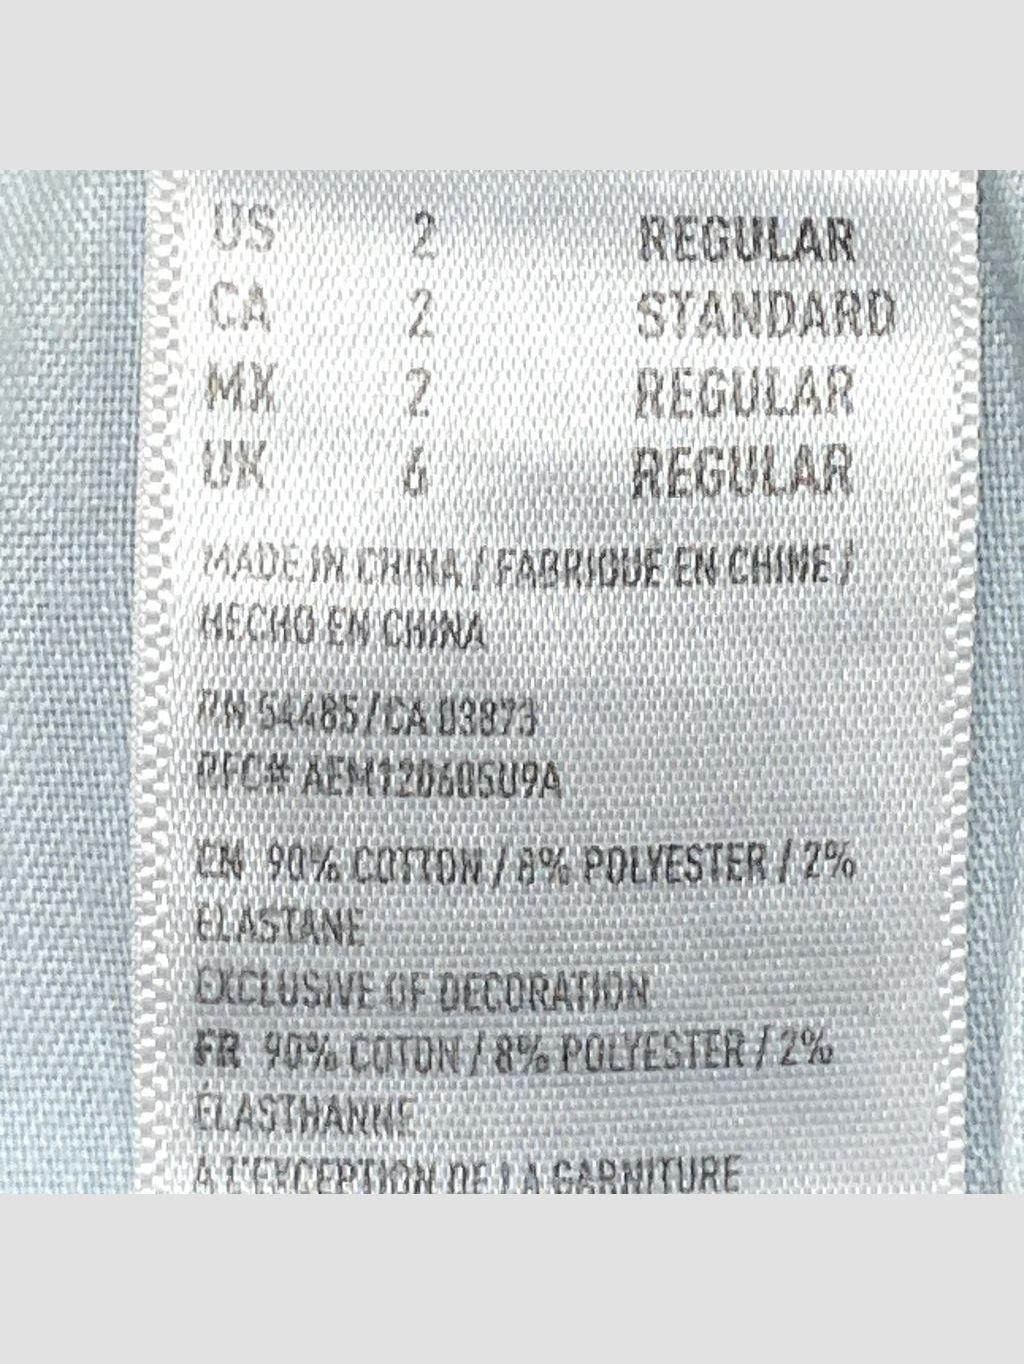 US 2 REGULAR
CA 2 STANDARD
MX 2 REGULAR
UK 6 REGULAR
MADE IN CHINA / FABRIQUE EN CHINE /
HECHO EN CHINA
RN 54485/CA 03873
RFC# AEM120605U9A
EN 90% COTTON / 8% POLYESTER / 2%
ELASTANE
EXCLUSIVE OF DECORATION
FR 90% COTON / 8% POLYESTER / 2%
ÉLASTHANNE
À L'EXCEPTION DE LA GARNITURE